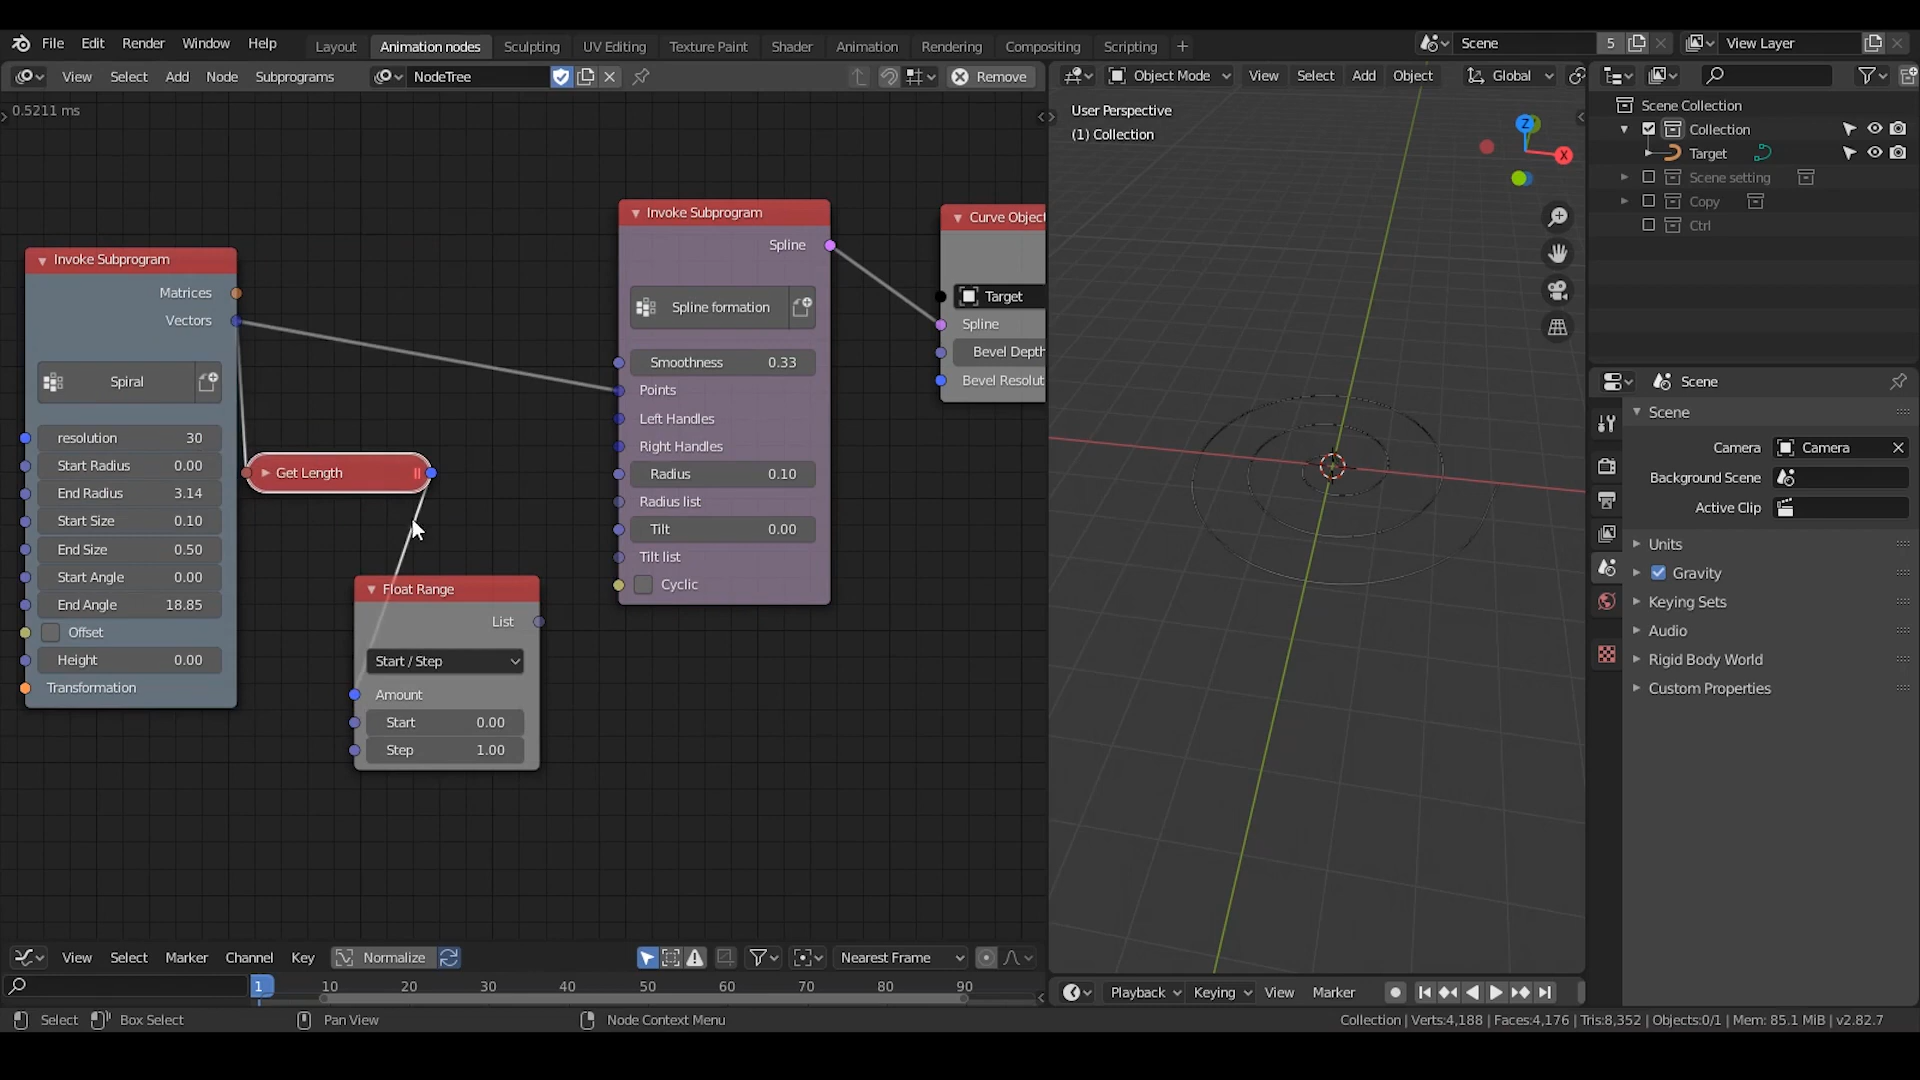 File Edit Render Window Help Layout Animation nodes Sculpting UV Editing Texture Paint Shader Animation Rendering Compositing Scripting Scene 5 View Layer
View Select Add Node Subprograms NodeTree Remove Object Mode View Select Add Object Global
0.5211 ms
User Perspective
(1) Collection
Z
X
Scene Collection
Collection
Target
Scene setting
Copy
Ctrl
Invoke Subprogram
Matrices
Vectors
Spiral
resolution 30
Start Radius 0.00
End Radius 3.14
Start Size 0.10
End Size 0.50
Start Angle 0.00
End Angle 18.85
Offset
Height 0.00
Transformation
Get Length
Float Range
List
Start / Step
Amount
Start 0.00
Step 1.00
Invoke Subprogram
Spline
Spline formation
Smoothness 0.33
Points
Left Handles
Right Handles
Radius 0.10
Radius list
Tilt 0.00
Tilt list
Cyclic
Curve Object
Target
Spline
Bevel Depth
Bevel Resolut
Scene
Scene
Camera Camera
Background Scene
Active Clip
Units
Gravity
Keying Sets
Audio
Rigid Body World
Custom Properties
View Select Marker Channel Key Normalize Nearest Frame
1 10 20 30 40 50 60 70 80 90
Playback Keying View Marker
Select Box Select Pan View Node Context Menu Collection | Verts:4,188 | Faces:4,176 | Tris:8,352 | Objects:0/1 | Mem: 85.1 MiB | v2.82.7